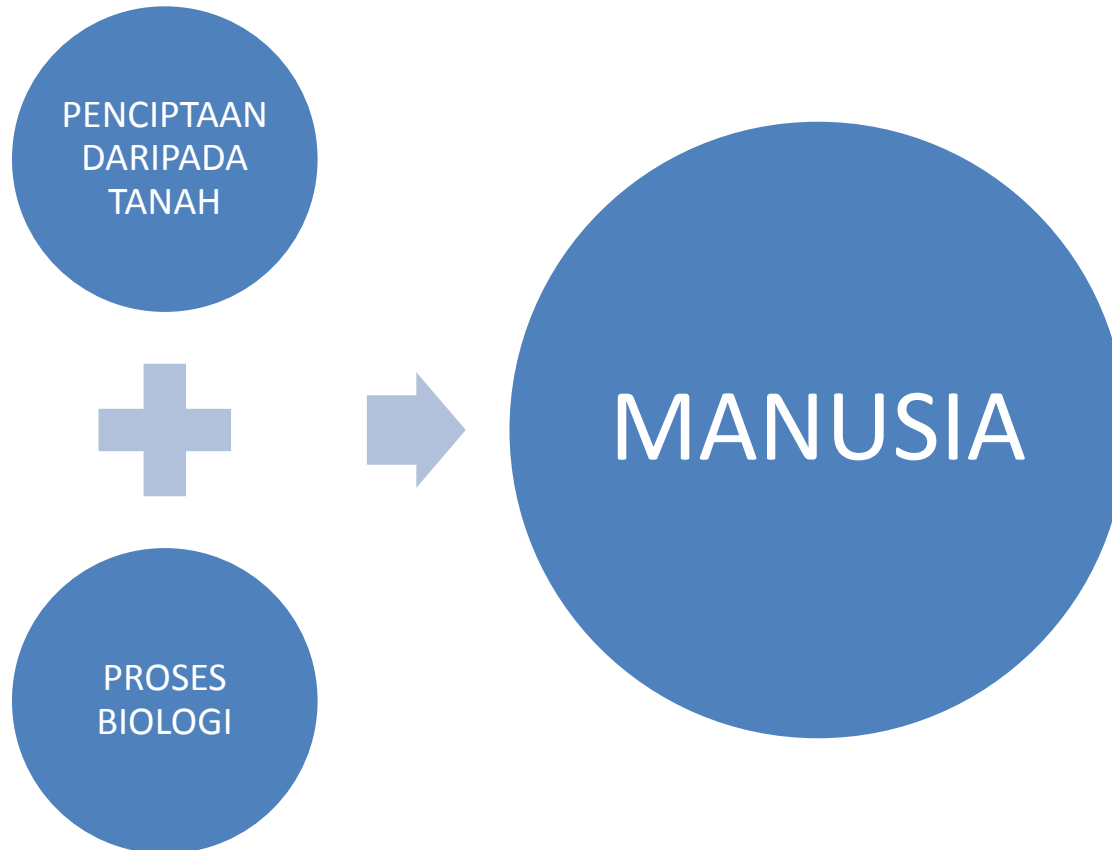 PENCIPTAAN
DARIPADA
TANAH
PROSES
BIOLOGI
MANUSIA